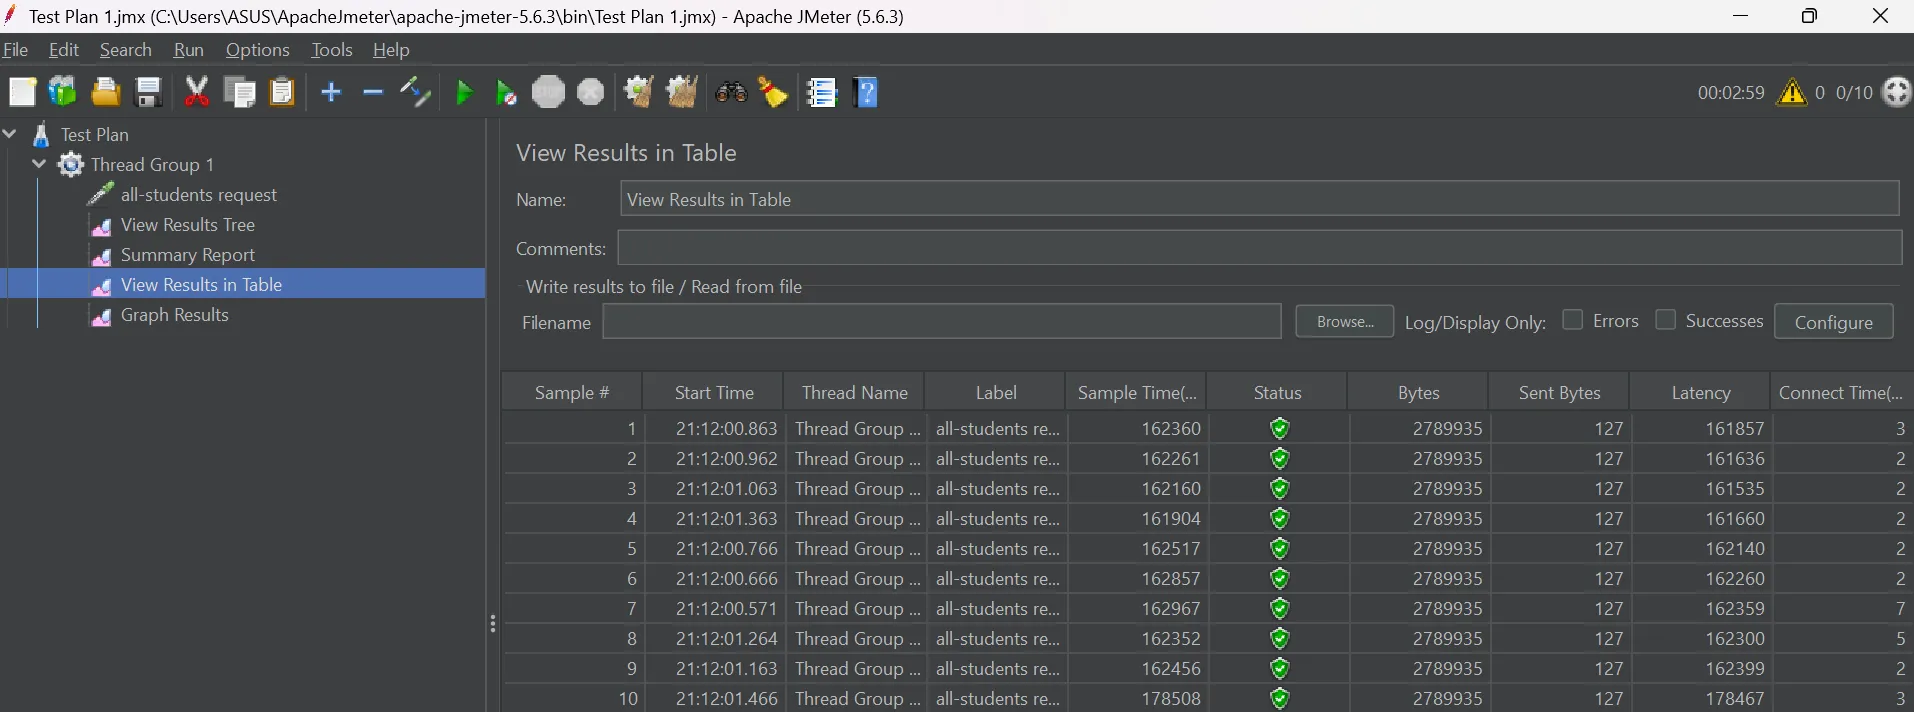 Test Plan 1.jmx (C:\Users\ASUS\ApacheJmeter\apache-jmeter-5.6.3\bin\Test Plan 1.jmx) - Apache JMeter (5.6.3)
File Edit Search Run Options Tools Help
00:02:59 0 0/10
Test Plan
Thread Group 1
all-students request
View Results Tree
Summary Report
View Results in Table
Graph Results
View Results in Table
Name: View Results in Table
Comments:
Write results to file / Read from file
Filename Browse... Log/Display Only: Errors Successes Configure
Sample # Start Time Thread Name Label Sample Time(... Status Bytes Sent Bytes Latency Connect Time(...
1 21:12:00.863 Thread Group ... all-students re... 162360 2789935 127 161857 3
2 21:12:00.962 Thread Group ... all-students re... 162261 2789935 127 161636 2
3 21:12:01.063 Thread Group ... all-students re... 162160 2789935 127 161535 2
4 21:12:01.363 Thread Group ... all-students re... 161904 2789935 127 161660 2
5 21:12:00.766 Thread Group ... all-students re... 162517 2789935 127 162140 2
6 21:12:00.666 Thread Group ... all-students re... 162857 2789935 127 162260 2
7 21:12:00.571 Thread Group ... all-students re... 162967 2789935 127 162359 7
8 21:12:01.264 Thread Group ... all-students re... 162352 2789935 127 162300 5
9 21:12:01.163 Thread Group ... all-students re... 162456 2789935 127 162399 2
10 21:12:01.466 Thread Group ... all-students re... 178508 2789935 127 178467 3